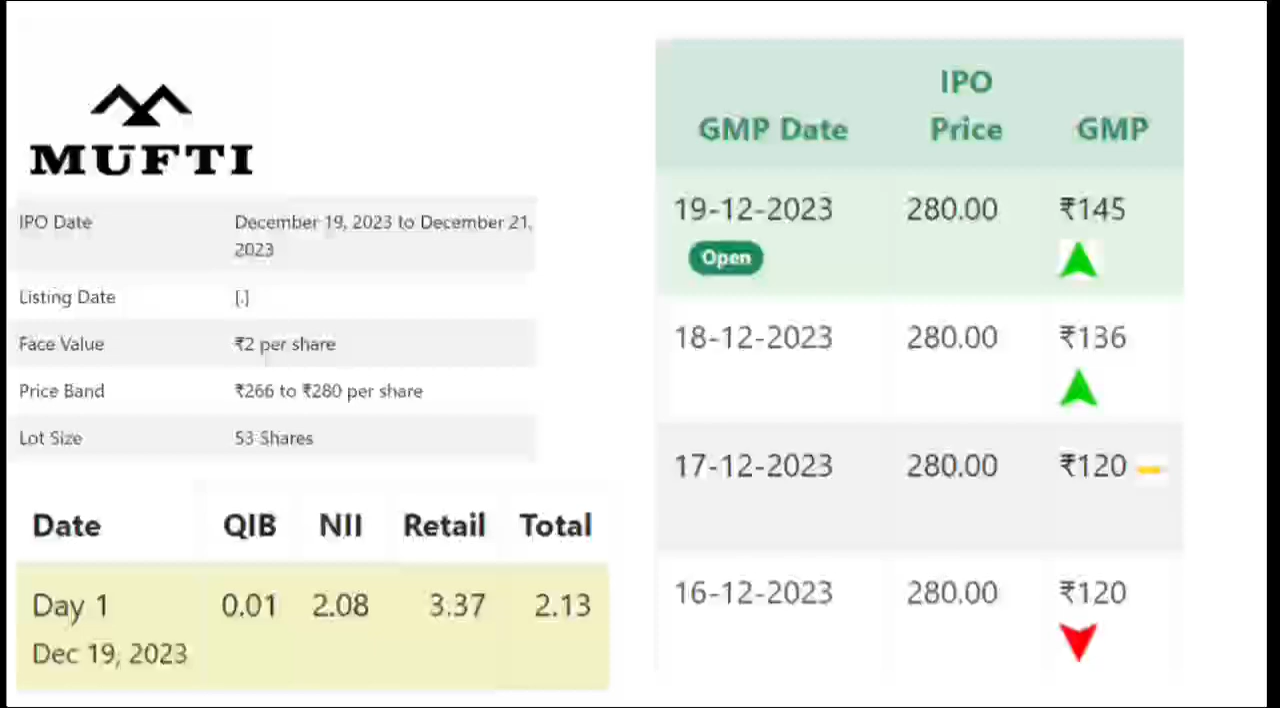 MUFTI
IPO Date December 19, 2023 to December 21,
2023
Listing Date [.]
Face Value ₹2 per share
Price Band ₹266 to ₹280 per share
Lot Size 53 Shares
Date QIB NII Retail Total
Day 1 0.01 2.08 3.37 2.13
Dec 19, 2023
IPO
GMP Date Price GMP
19-12-2023 280.00 ₹145
Open
18-12-2023 280.00 ₹136
17-12-2023 280.00 ₹120
16-12-2023 280.00 ₹120